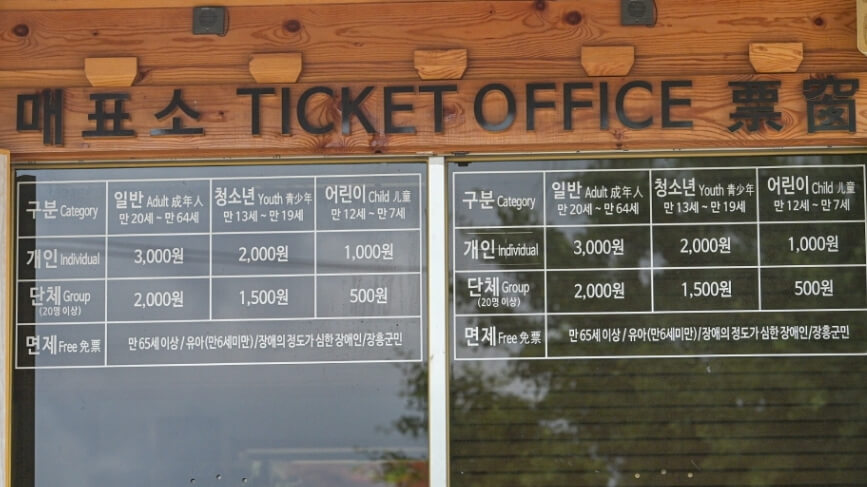 매표소 TICKET OFFICE 票窗
구분 Category 일반 Adult 成年人 청소년 Youth 青少年 어린이 Child 儿童
만 20세 ~ 만 64세 만 13세 ~ 만 19세 만 12세 ~ 만 7세
개인 Individual 3,000원 2,000원 1,000원
단체 Group 2,000원 1,500원 500원
(20명 이상)
면제 Free 免票 만 65세 이상 / 유아(만6세미만)/장애의 정도가 심한 장애인/장흥군민
구분 Category 일반 Adult 成年人 청소년 Youth 青少年 어린이 Child 儿童
만 20세 ~ 만 64세 만 13세 ~ 만 19세 만 12세 ~ 만 7세
개인 Individual 3,000원 2,000원 1,000원
단체 Group 2,000원 1,500원 500원
(20명 이상)
면제 Free 免票 만 65세 이상 / 유아(만6세미만)/장애의 정도가 심한 장애인/장흥군민